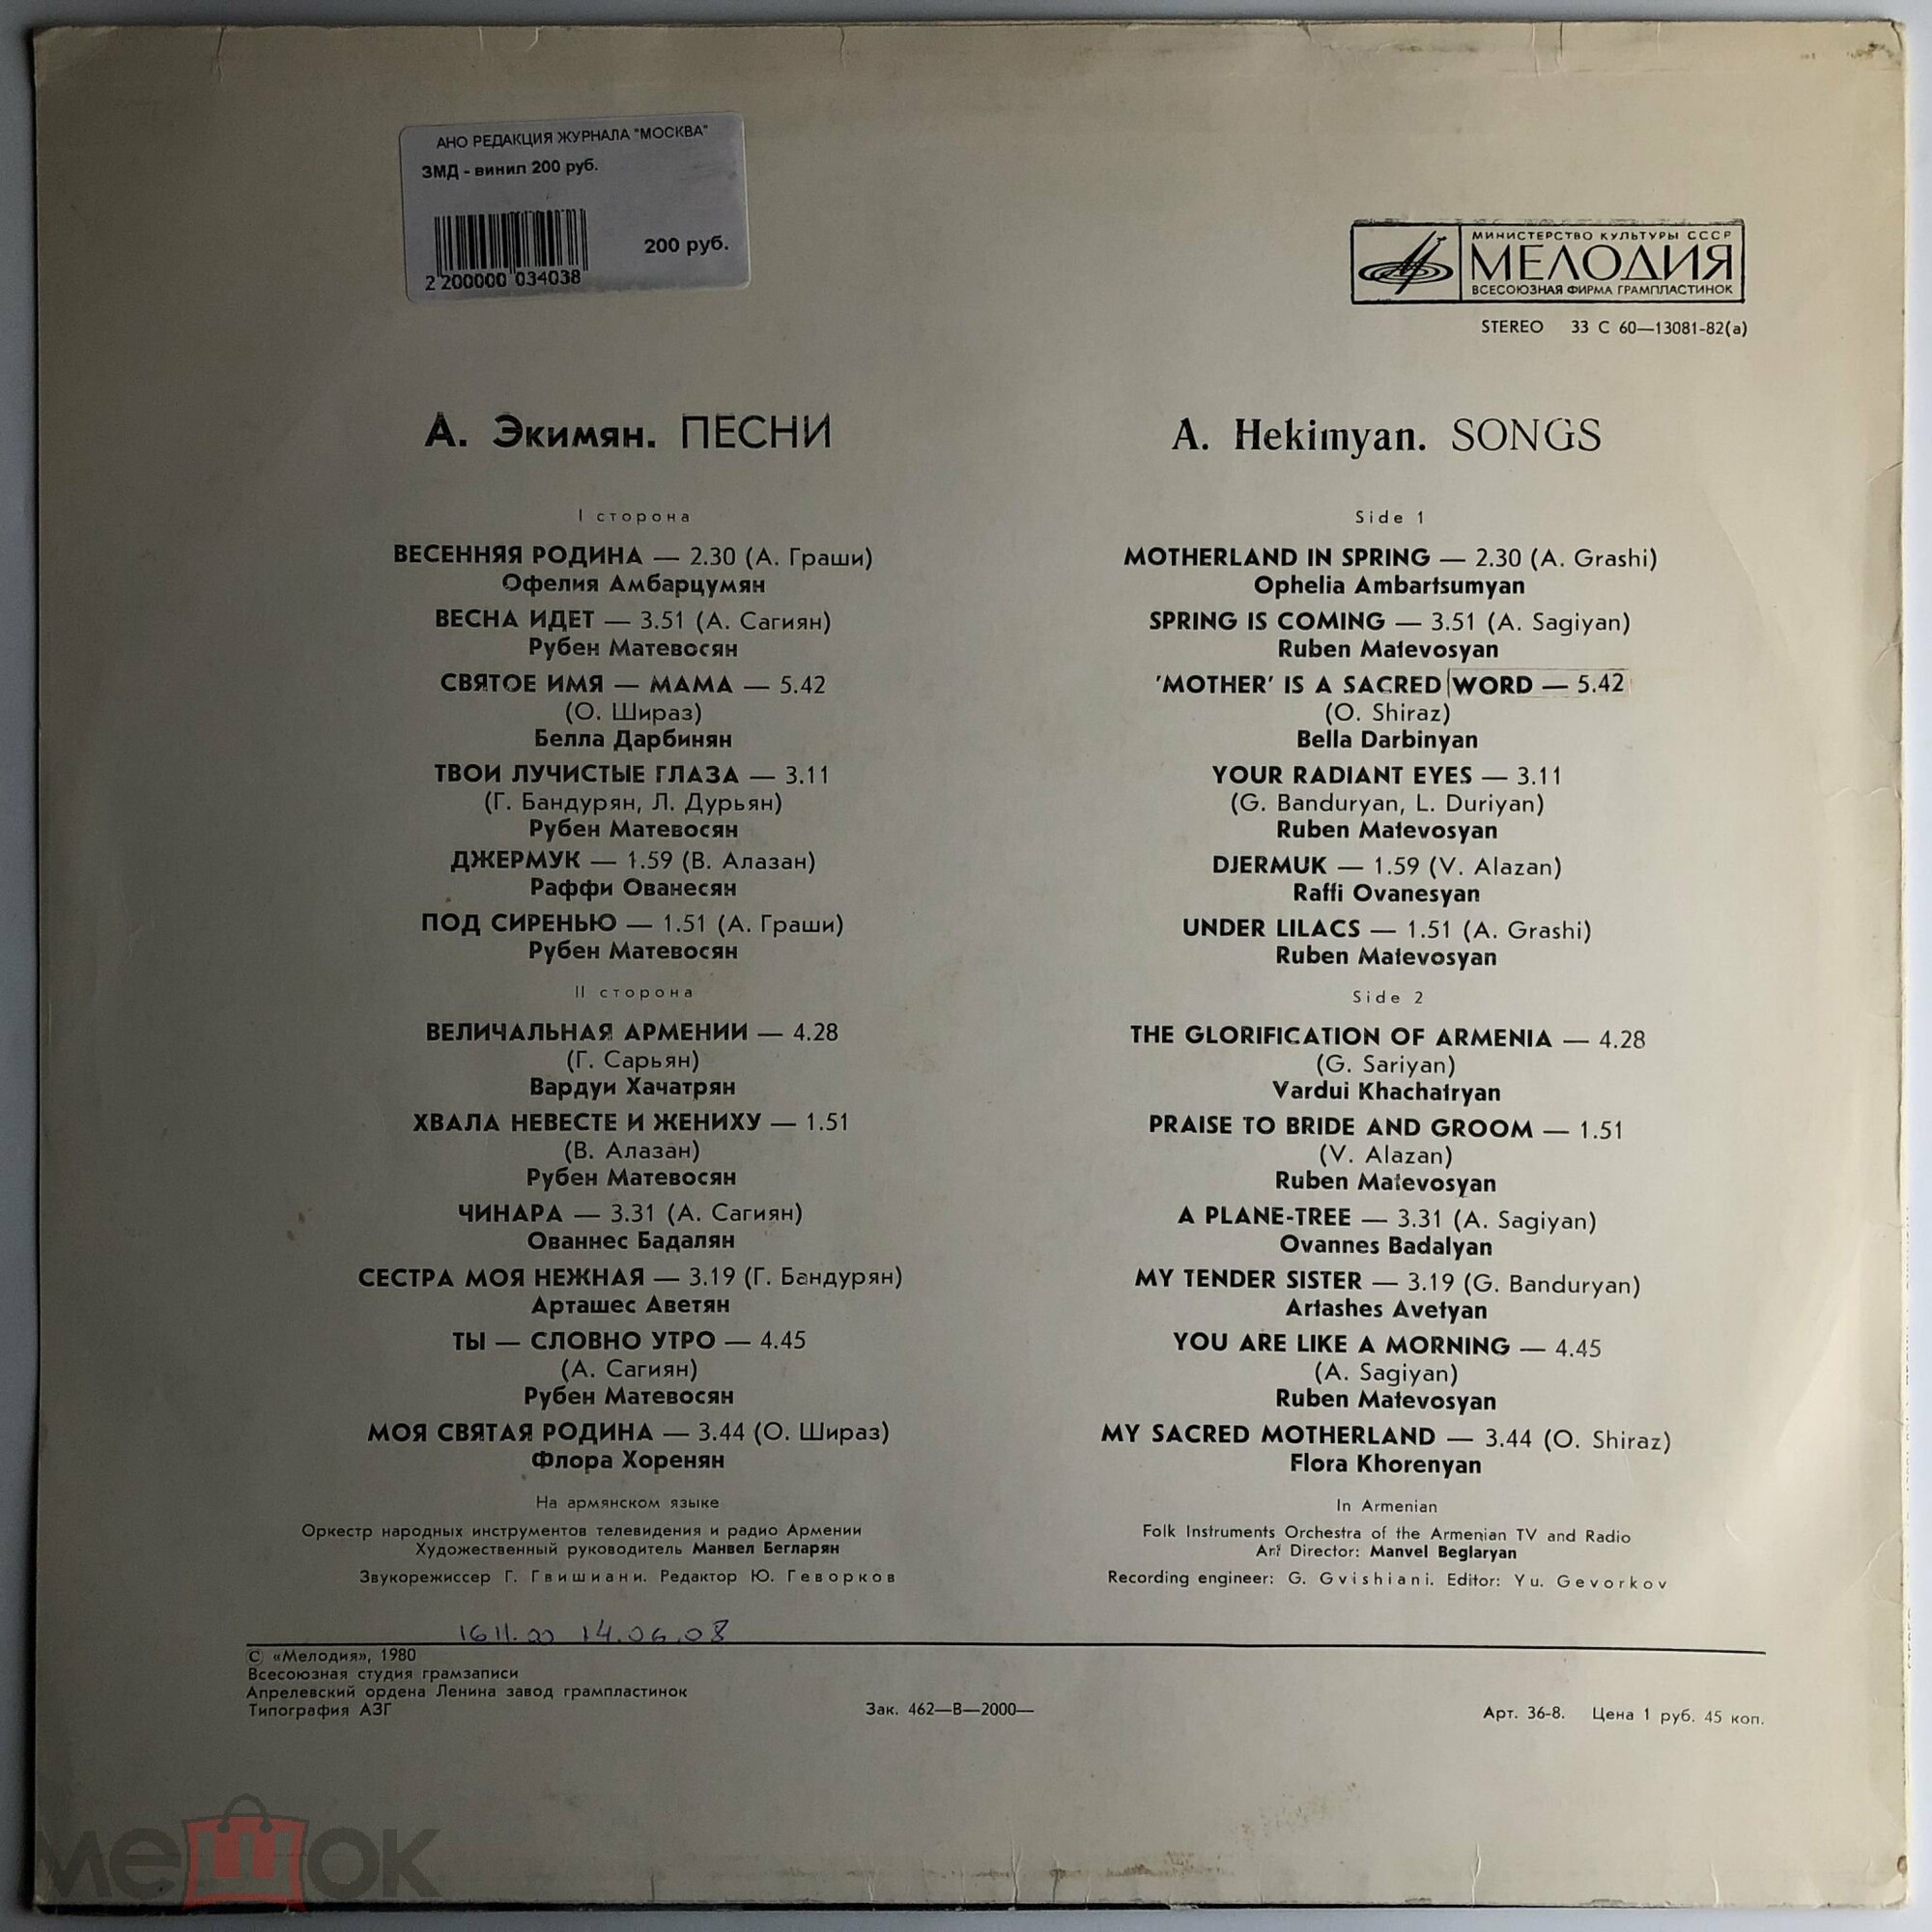 АНО РЕДАКЦИЯ ЖУРНАЛА "МОСКВА"
ЗМД - винил 200 руб.
200 руб.
2 200000 034038
МИНИСТЕРСТВО КУЛЬТУРЫ СССР
МЕЛОДИЯ
ВСЕСОЮЗНАЯ ФИРМА ГРАМПЛАСТИНОК
STEREO 33 С 60—13081-82(а)
А. Экимян. ПЕСНИ
I сторона
ВЕСЕННЯЯ РОДИНА — 2.30 (А. Граши)
Офелия Амбарцумян
ВЕСНА ИДЕТ — 3.51 (А. Сагиян)
Рубен Матевосян
СВЯТОЕ ИМЯ — МАМА — 5.42
(О. Шираз)
Белла Дарбинян
ТВОИ ЛУЧИСТЫЕ ГЛАЗА — 3.11
(Г. Бандурян, Л. Дурьян)
Рубен Матевосян
ДЖЕРМУК — 1.59 (В. Алазан)
Раффи Ованесян
ПОД СИРЕНЬЮ — 1.51 (А. Граши)
Рубен Матевосян
II сторона
ВЕЛИЧАЛЬНАЯ АРМЕНИИ — 4.28
(Г. Сарьян)
Вардуи Хачатрян
ХВАЛА НЕВЕСТЕ И ЖЕНИХУ — 1.51
(В. Алазан)
Рубен Матевосян
ЧИНАРА — 3.31 (А. Сагиян)
Ованнес Бадалян
СЕСТРА МОЯ НЕЖНАЯ — 3.19 (Г. Бандурян)
Арташес Аветян
ТЫ — СЛОВНО УТРО — 4.45
(А. Сагиян)
Рубен Матевосян
МОЯ СВЯТАЯ РОДИНА — 3.44 (О. Шираз)
Флора Хоренян
На армянском языке
Оркестр народных инструментов телевидения и радио Армении
Художественный руководитель Манвел Бегларян
Звукорежиссер Г. Гвишиани. Редактор Ю. Геворков
A. Hekimyan. SONGS
Side 1
MOTHERLAND IN SPRING — 2.30 (A. Grashi)
Ophelia Ambartsumyan
SPRING IS COMING — 3.51 (A. Sagiyan)
Ruben Matevosyan
'MOTHER' IS A SACRED WORD — 5.42
(O. Shiraz)
Bella Darbinyan
YOUR RADIANT EYES — 3.11
(G. Banduryan, L. Duriyan)
Ruben Matevosyan
DJERMUK — 1.59 (V. Alazan)
Raffi Ovanesyan
UNDER LILACS — 1.51 (A. Grashi)
Ruben Matevosyan
Side 2
THE GLORIFICATION OF ARMENIA — 4.28
(G. Sariyan)
Vardui Khachatryan
PRAISE TO BRIDE AND GROOM — 1.51
(V. Alazan)
Ruben Matevosyan
A PLANE-TREE — 3.31 (A. Sagiyan)
Ovannes Badalyan
MY TENDER SISTER — 3.19 (G. Banduryan)
Artashes Avetyan
YOU ARE LIKE A MORNING — 4.45
(A. Sagiyan)
Ruben Matevosyan
MY SACRED MOTHERLAND — 3.44 (O. Shiraz)
Flora Khorenyan
In Armenian
Folk Instruments Orchestra of the Armenian TV and Radio
Art Director: Manvel Beglaryan
Recording engineer: G. Gvishiani. Editor: Yu. Gevorkov
14.06.08
© «Мелодия», 1980
Всесоюзная студия грамзаписи
Апрелевский ордена Ленина завод грампластинок
Типография АЗГ
Зак. 462—В—2000—
Арт. 36-8. Цена 1 руб. 45 коп.
мешок